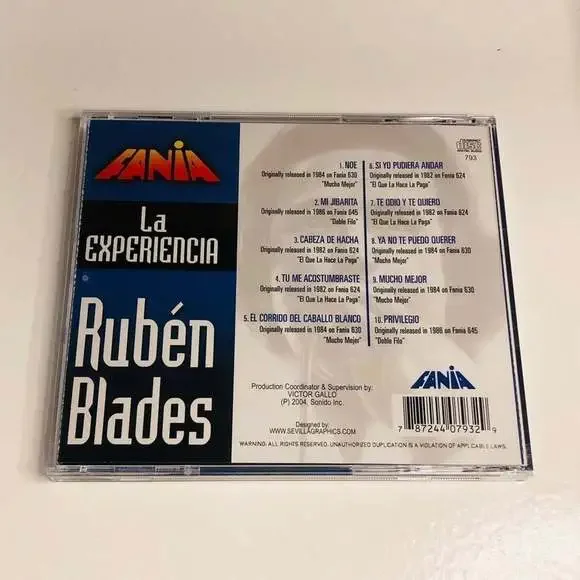 FANIA
La
EXPERIENCIA
Rubén
Blades
1. NOE
Originally released in 1984 on Fania 630
"Mucho Mejor"
2. MI JIBARITA
Originally released in 1986 on Fania 645
"Doble Filo"
3. CABEZA DE HACHA
Originally released in 1982 on Fania 624
"El Que La Hace La Paga"
4. TU ME ACOSTUMBRASTE
Originally released in 1982 on Fania 624
"El Que La Hace La Paga"
5. EL CORRIDO DEL CABALLO BLANCO
Originally released in 1984 on Fania 630
"Mucho Mejor"
6. SI YO PUDIERA ANDAR
Originally released in 1982 on Fania 624
"El Que La Hace La Paga"
7. TE ODIO Y TE QUIERO
Originally released in 1982 on Fania 624
"El Que La Hace La Paga"
8. YA NO TE PUEDO QUERER
Originally released in 1984 on Fania 630
"Mucho Mejor"
9. MUCHO MEJOR
Originally released in 1984 on Fania 630
"Mucho Mejor"
10. PRIVILEGIO
Originally released in 1986 on Fania 645
"Doble Filo"
disc
793
Production Coordinator & Supervision by:
VICTOR GALLO
(P) 2004, Sonido Inc.
Designed by:
WWW.SEVILLAGRAPHICS.COM
FANIA
7 87244 07932 9
WARNING: ALL RIGHTS RESERVED. UNAUTHORIZED DUPLICATION IS A VIOLATION OF APPLICABLE LAWS.